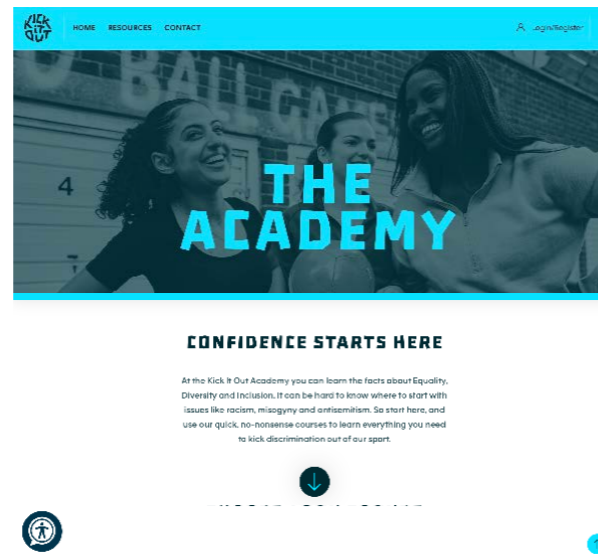 KICK
IT
OUT
HOME RESOURCES CONTACT
Login/Register
BALL GAME
4
THE
ACADEMY
CONFIDENCE STARTS HERE
At the Kick It Out Academy you can learn the facts about Equality,
Diversity and Inclusion. It can be hard to know where to start with
issues like racism, misogyny and antisemitism. So start here, and
use our quick, no-nonsense courses to learn everything you need
to kick discrimination out of our sport.